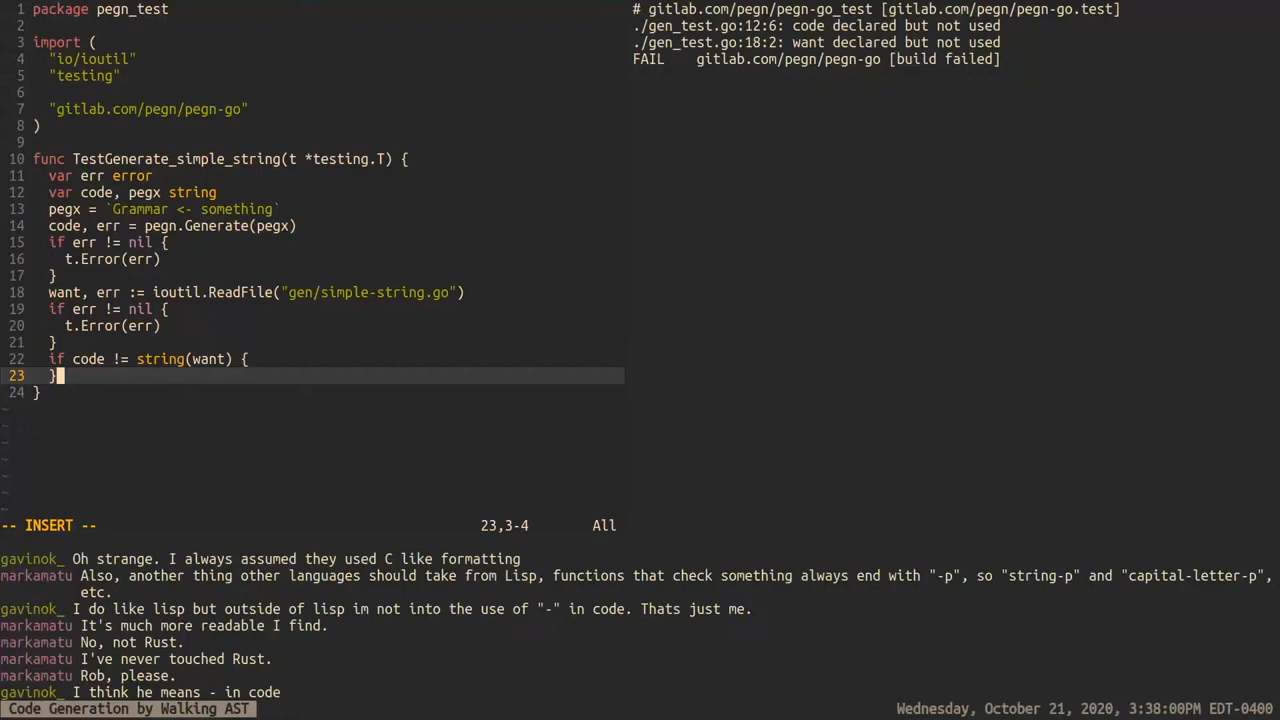 1 package pegn_test
2
3 import (
4   "io/ioutil"
5   "testing"
6
7   "gitlab.com/pegn/pegn-go"
8 )
9
10 func TestGenerate_simple_string(t *testing.T) {
11   var err error
12   var code, pegx string
13   pegx = `Grammar <- something`
14   code, err = pegn.Generate(pegx)
15   if err != nil {
16     t.Error(err)
17   }
18   want, err := ioutil.ReadFile("gen/simple-string.go")
19   if err != nil {
20     t.Error(err)
21   }
22   if code != string(want) {
23   }
24 }
~
~
~
~
~
~
~
-- INSERT -- 23,3-4 All
# gitlab.com/pegn/pegn-go_test [gitlab.com/pegn/pegn-go.test]
./gen_test.go:12:6: code declared but not used
./gen_test.go:18:2: want declared but not used
FAIL    gitlab.com/pegn/pegn-go [build failed]
gavinok_ Oh strange. I always assumed they used C like formatting
markamatu Also, another thing other languages should take from Lisp, functions that check something always end with "-p", so "string-p" and "capital-letter-p",
etc.
gavinok_ I do like lisp but outside of lisp im not into the use of "-" in code. Thats just me.
markamatu It's much more readable I find.
markamatu No, not Rust.
markamatu I've never touched Rust.
markamatu Rob, please.
gavinok_ I think he means - in code
Code Generation by Walking AST Wednesday, October 21, 2020, 3:38:00PM EDT-0400